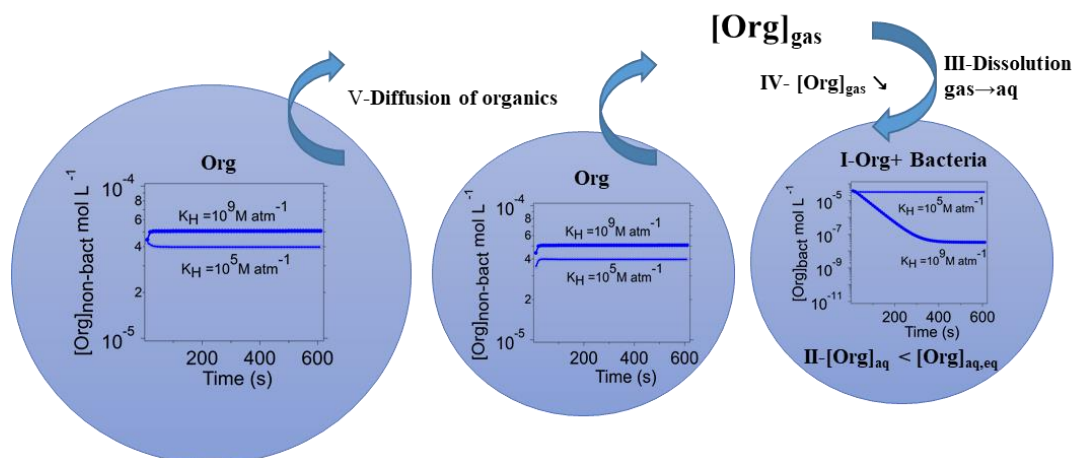 [Org]gas
III-Dissolution
gas→aq
IV- [Org]gas ↘
V-Diffusion of organics
Org
10-4
8
6
4
2
10-5
[Org]non-bact mol L-1
KH =109M atm-1
KH =105M atm-1
200 400 600
Time (s)
Org
10-4
8
6
4
2
10-5
[Org]non-bact mol L-1
KH =109M atm-1
KH =105M atm-1
200 400 600
Time (s)
I-Org+ Bacteria
10-5
10-7
10-9
10-11
[Org]bact mol L-1
KH =105M atm-1
KH =109M atm-1
0 200 400 600
Time (s)
II-[Org]aq < [Org]aq,eq